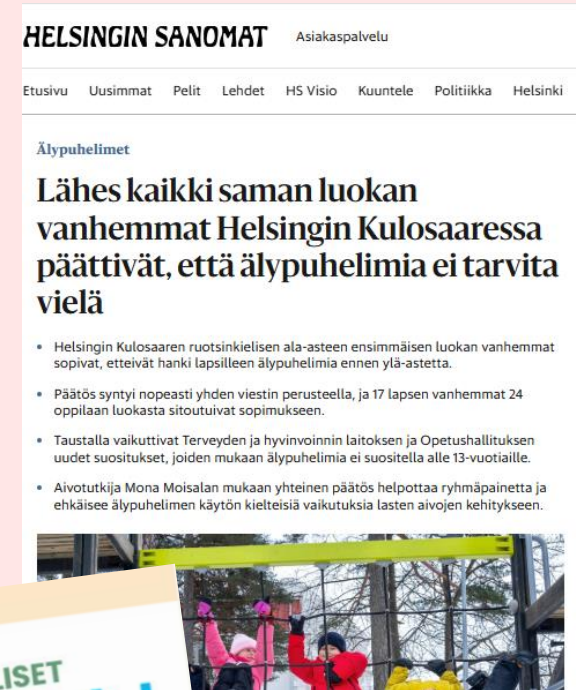 HELSINGIN SANOMAT Asiakaspalvelu
Etusivu Uusimmat Pelit Lehdet HS Visio Kuuntele Politiikka Helsinki
Älypuhelimet
Lähes kaikki saman luokan
vanhemmat Helsingin Kulosaaressa
päättivät, että älypuhelimia ei tarvita
vielä
• Helsingin Kulosaaren ruotsinkielisen ala-asteen ensimmäisen luokan vanhemmat
sopivat, etteivät hanki lapsilleen älypuhelimia ennen ylä-astetta.
• Päätös syntyi nopeasti yhden viestin perusteella, ja 17 lapsen vanhemmat 24
oppilaan luokasta sitoutuivat sopimukseen.
• Taustalla vaikuttivat Terveyden ja hyvinvoinnin laitoksen ja Opetushallituksen
uudet suositukset, joiden mukaan älypuhelimia ei suositella alle 13-vuotiaille.
• Aivotutkija Mona Moisalan mukaan yhteinen päätös helpottaa ryhmäpainetta ja
ehkäisee älypuhelimen käytön kielteisiä vaikutuksia lasten aivojen kehitykseen.
LISET